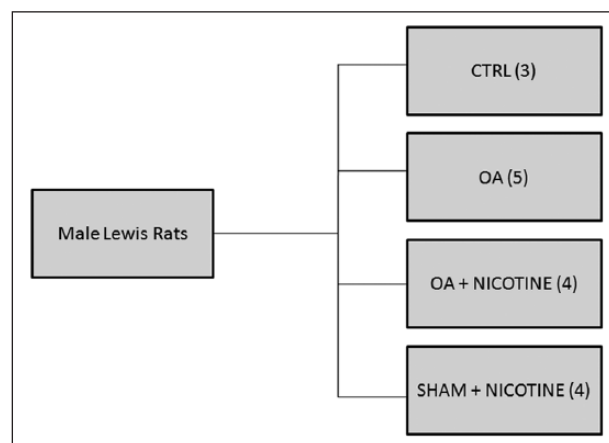 CTRL (3)
OA (5)
Male Lewis Rats
OA + NICOTINE (4)
SHAM + NICOTINE (4)